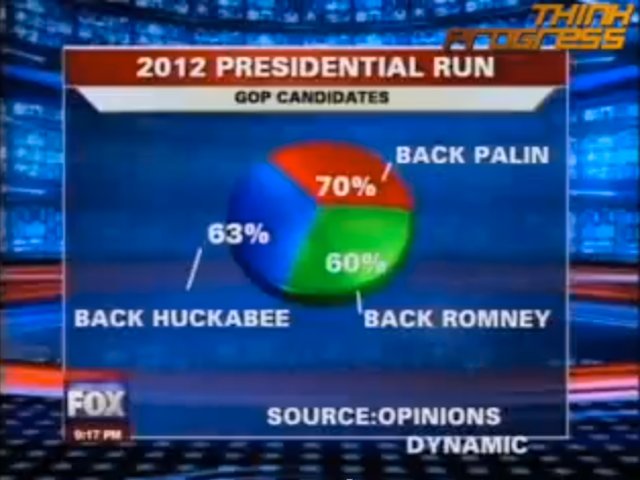 THINK
PROGRESS
2012 PRESIDENTIAL RUN
GOP CANDIDATES
BACK PALIN
70%
63%
60%
BACK HUCKABEE
BACK ROMNEY
FOX
9:17 PM
SOURCE:OPINIONS
DYNAMIC